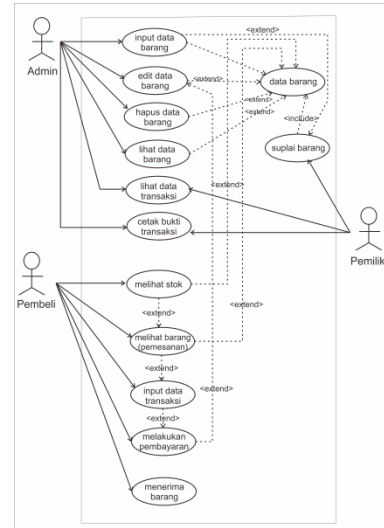 Admin
input data
barang
<extend>
edit data
barang
<extend>
data barang
hapus data
barang
<extend>
lihat data
barang
<extend>
<include>
suplai barang
lihat data
transaksi
<extend>
cetak bukti
transaksi
Pemilik
Pembeli
melihat stok
<extend>
melihat barang
(pemesanan)
<extend>
input data
transaksi
<extend>
<extend>
melakukan
pembayaran
menerima
barang